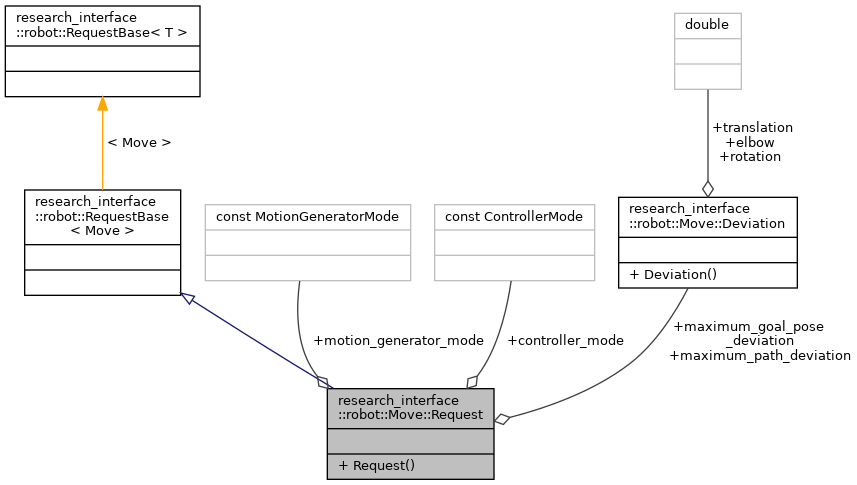 research_interface
::robot::RequestBase< T >
double
< Move >
+translation
+elbow
+rotation
research_interface
::robot::RequestBase
< Move >
const MotionGeneratorMode
const ControllerMode
research_interface
::robot::Move::Deviation
+ Deviation()
+motion_generator_mode
+controller_mode
+maximum_goal_pose
_deviation
+maximum_path_deviation
research_interface
::robot::Move::Request
+ Request()